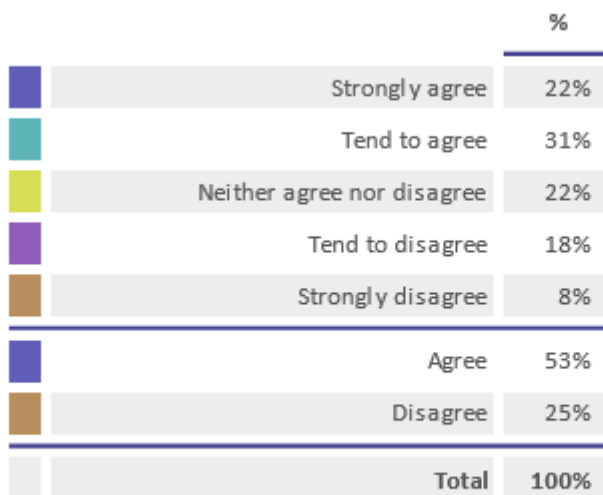 %
Strongly agree 22%
Tend to agree 31%
Neither agree nor disagree 22%
Tend to disagree 18%
Strongly disagree 8%
Agree 53%
Disagree 25%
Total 100%